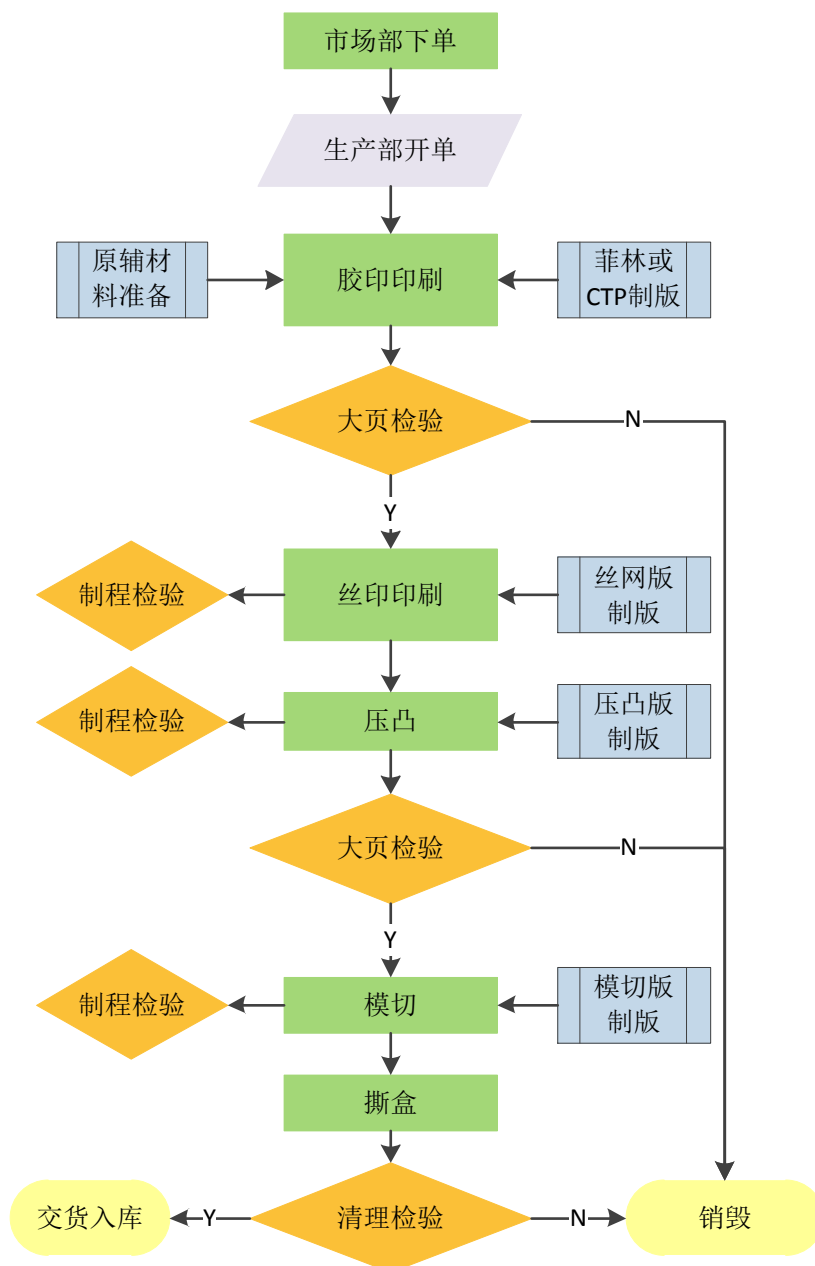 市场部下单
生产部开单
原辅材
料准备
胶印印刷
菲林或
CTP制版
大页检验
N
Y
制程检验
丝印印刷
丝网版
制版
制程检验
压凸
压凸版
制版
大页检验
N
Y
制程检验
模切
模切版
制版
撕盒
交货入库
Y
清理检验
N
销毁